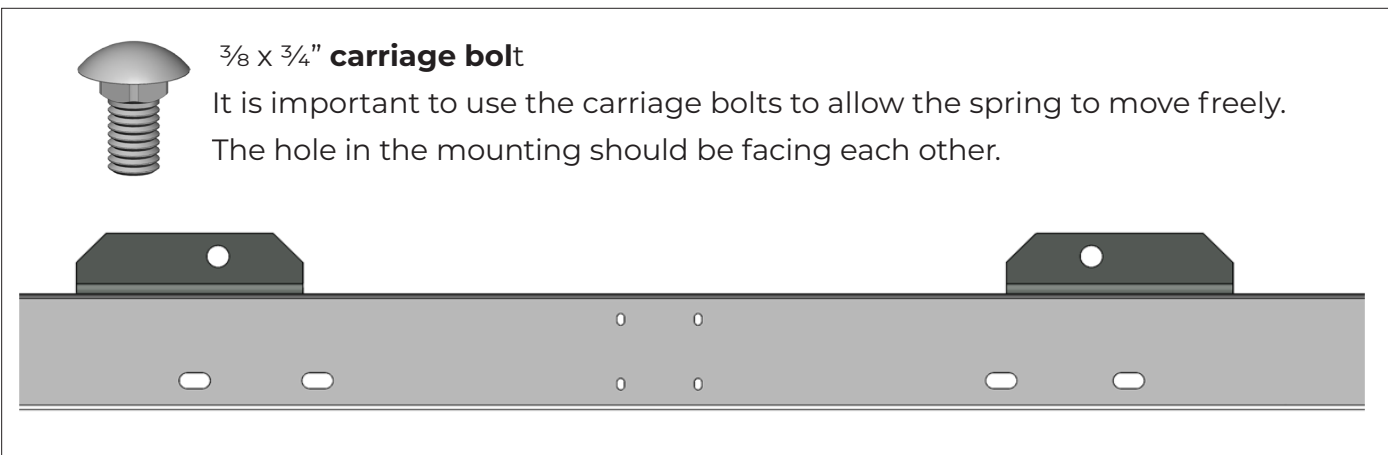 ⅜ x ¾” carriage bolt
It is important to use the carriage bolts to allow the spring to move freely.
The hole in the mounting should be facing each other.